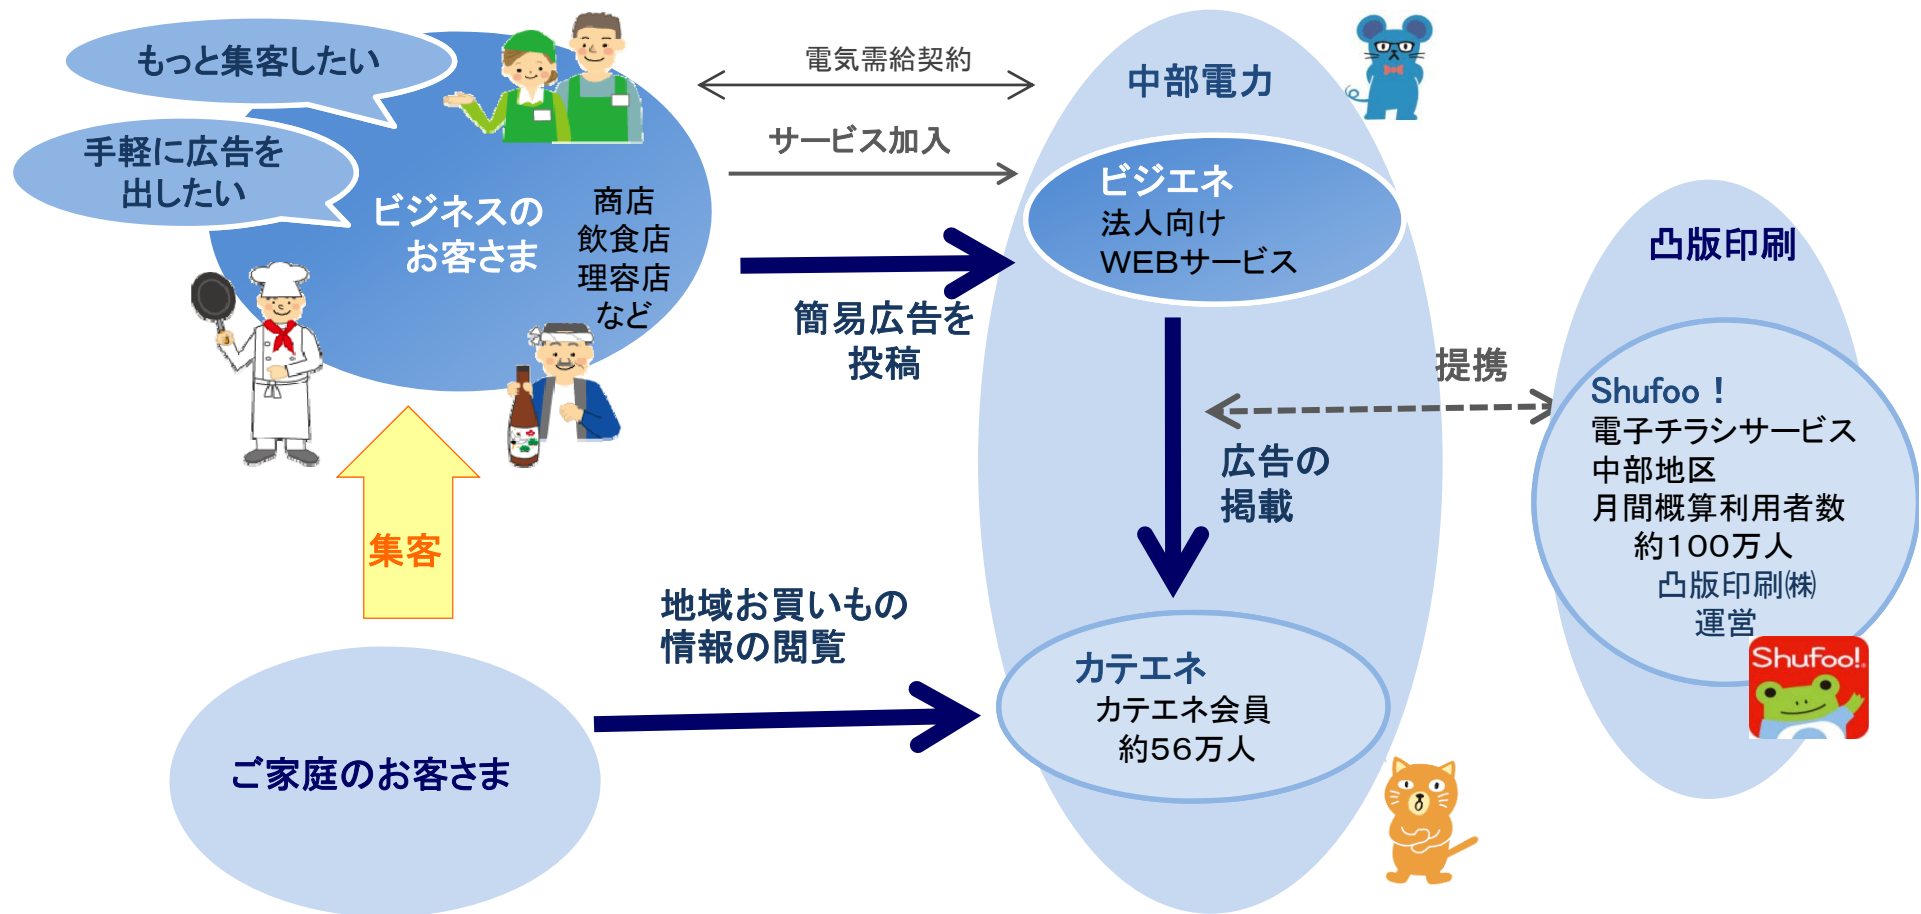 もっと集客したい
手軽に広告を
出したい
ビジネスの
お客さま
商店
飲食店
理容店
など
電気需給契約
サービス加入
簡易広告を
投稿
中部電力
ビジエネ
法人向け
WEBサービス
広告の
掲載
提携
凸版印刷
Shufoo！
電子チラシサービス
中部地区
月間概算利用者数
約100万人
凸版印刷㈱
運営
Shufoo!
集客
地域お買いもの
情報の閲覧
カテエネ
カテエネ会員
約56万人
ご家庭のお客さま